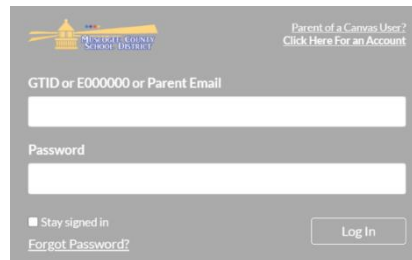 MUSCOGEE COUNTY
SCHOOL DISTRICT
Parent of a Canvas User?
Click Here For an Account
GTID or E000000 or Parent Email
Password
Stay signed in
Forgot Password?
Log In